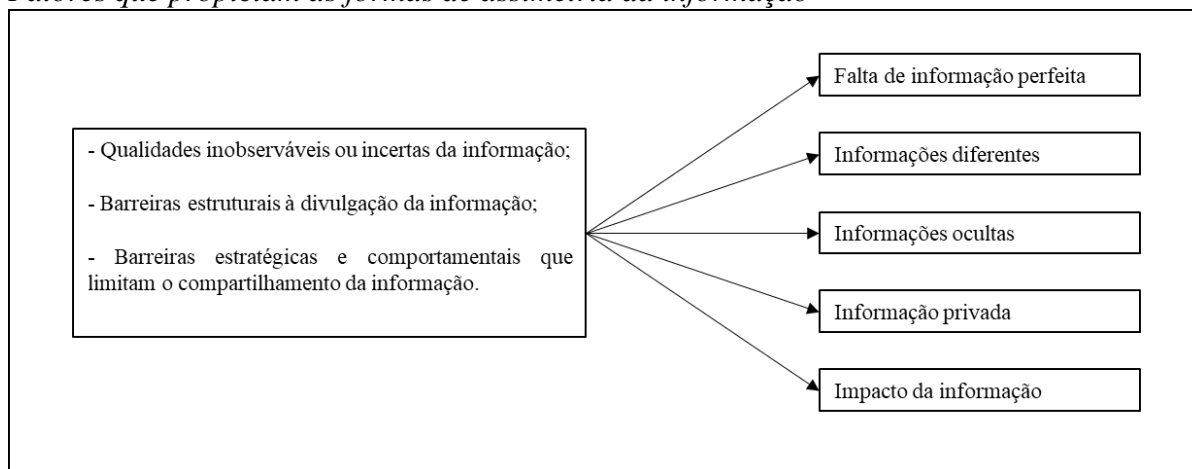 Fatores que propiciam as formas de assimetria da informação
- Qualidades inobserváveis ou incertas da informação;
- Barreiras estruturais à divulgação da informação;
- Barreiras estratégicas e comportamentais que
limitam o compartilhamento da informação.
Falta de informação perfeita
Informações diferentes
Informações ocultas
Informação privada
Impacto da informação